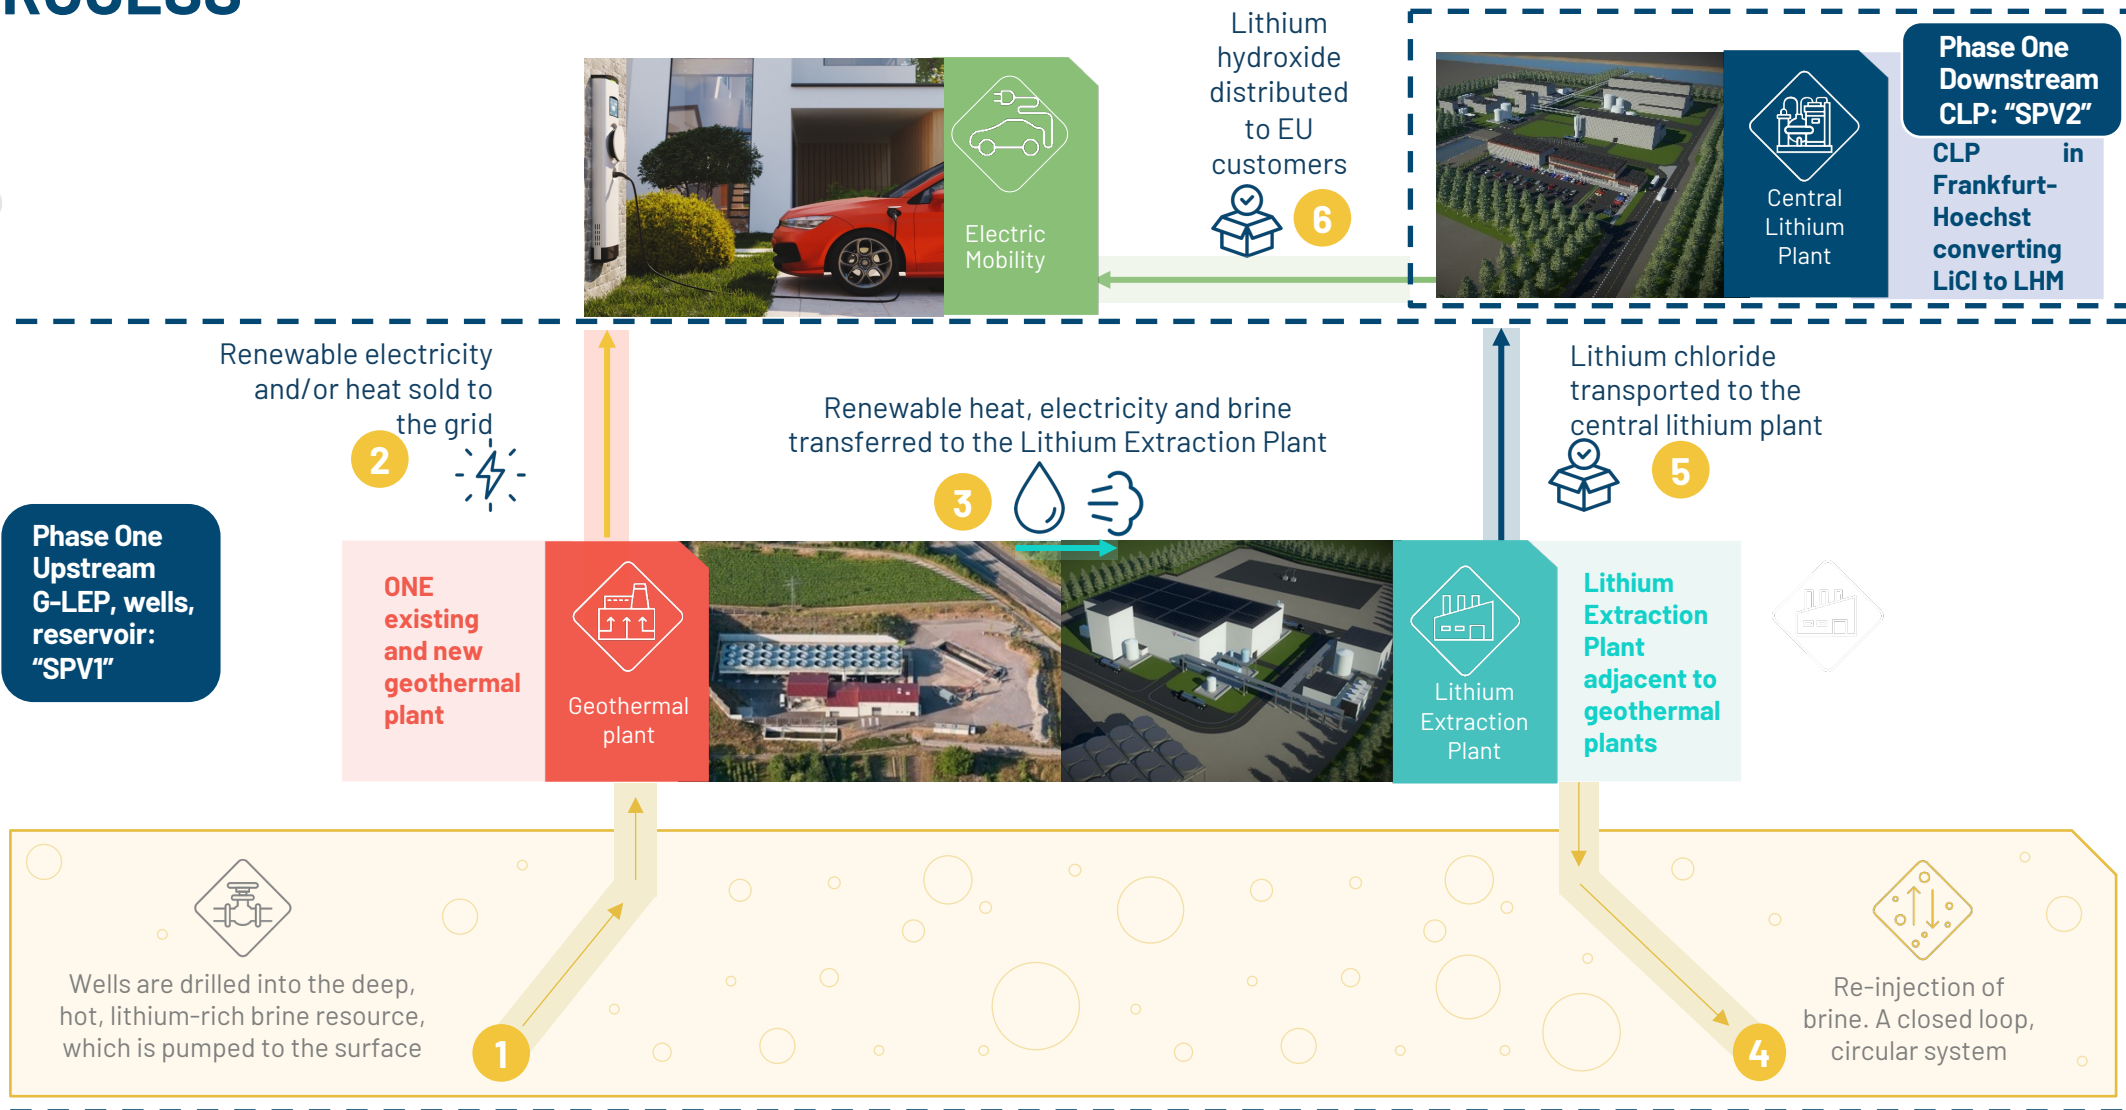 Lithium
hydroxide
distributed
to EU
customers
6
Electric
Mobility
Central
Lithium
Plant
Phase One
Downstream
CLP: “SPV2”
CLP in
Frankfurt-
Hoechst
converting
LiCl to LHM
Renewable electricity
and/or heat sold to
the grid
2
Renewable heat, electricity and brine
transferred to the Lithium Extraction Plant
3
Lithium chloride
transported to the
central lithium plant
5
Phase One
Upstream
G-LEP, wells,
reservoir:
“SPV1”
ONE
existing
and new
geothermal
plant
Geothermal
plant
Lithium
Extraction
Plant
Lithium
Extraction
Plant
adjacent to
geothermal
plants
Wells are drilled into the deep,
hot, lithium-rich brine resource,
which is pumped to the surface
1
4
Re-injection of
brine. A closed loop,
circular system